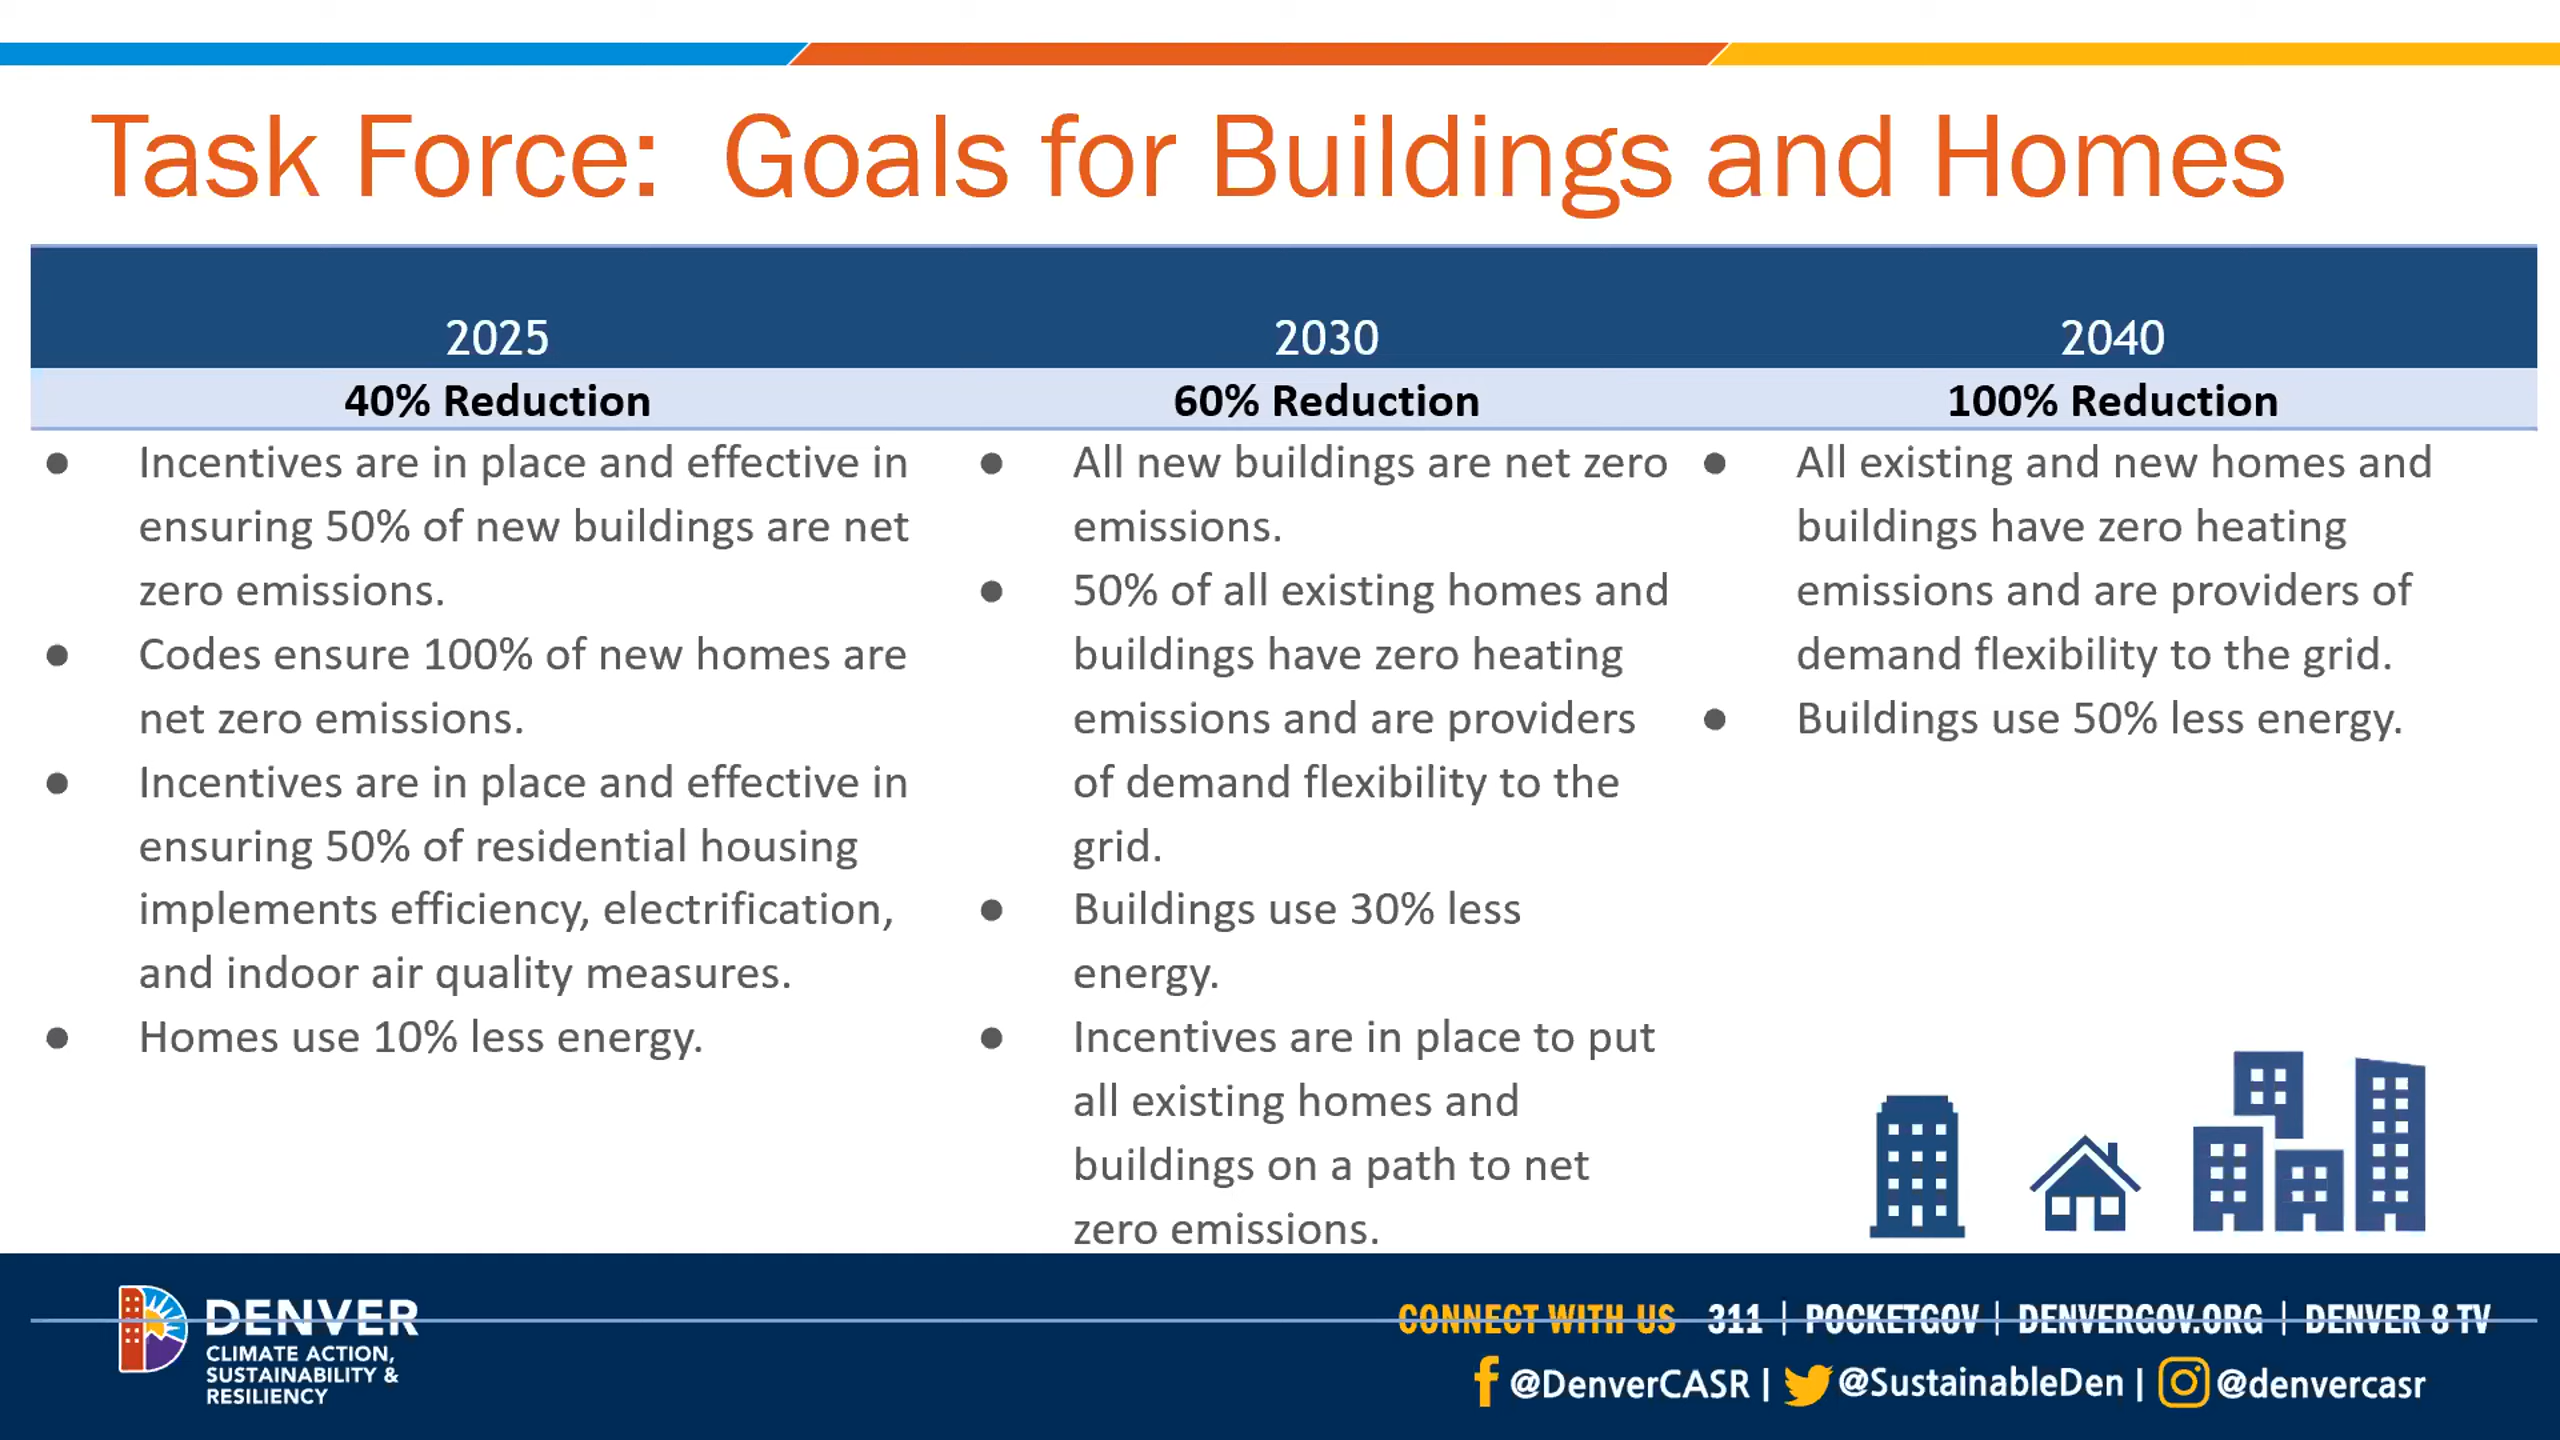 Task Force:  Goals for Buildings and Homes
2025
2030
2040
40% Reduction
60% Reduction
100% Reduction
● Incentives are in place and effective in
ensuring 50% of new buildings are net
zero emissions.
● Codes ensure 100% of new homes are
net zero emissions.
● Incentives are in place and effective in
ensuring 50% of residential housing
implements efficiency, electrification,
and indoor air quality measures.
● Homes use 10% less energy.
● All new buildings are net zero
emissions.
● 50% of all existing homes and
buildings have zero heating
emissions and are providers
of demand flexibility to the
grid.
● Buildings use 30% less
energy.
● Incentives are in place to put
all existing homes and
buildings on a path to net
zero emissions.
● All existing and new homes and
buildings have zero heating
emissions and are providers of
demand flexibility to the grid.
● Buildings use 50% less energy.
DENVER
CLIMATE ACTION,
SUSTAINABILITY &
RESILIENCY
CONNECT WITH US 311 | POCKETGOV | DENVERGOV.ORG | DENVER 8 TV
@DenverCASR | @SustainableDen | @denvercasr